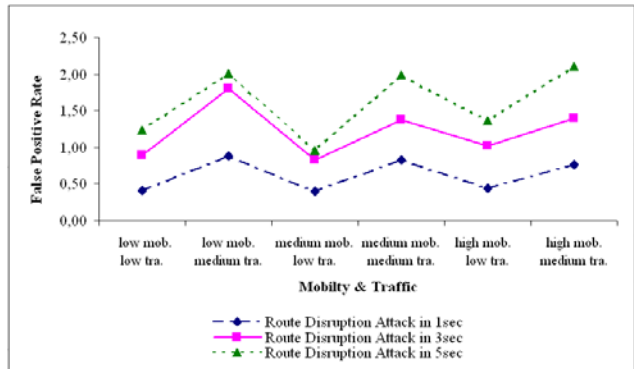 2,50
2,00
1,50
1,00
0,50
0,00
False Positive Rate
low mob. low mob. medium mob. medium mob. high mob. high mob.
low tra. medium tra. low tra. medium tra. low tra. medium tra.
Mobilty & Traffic
Route Disruption Attack in 1sec
Route Disruption Attack in 3sec
Route Disruption Attack in 5sec